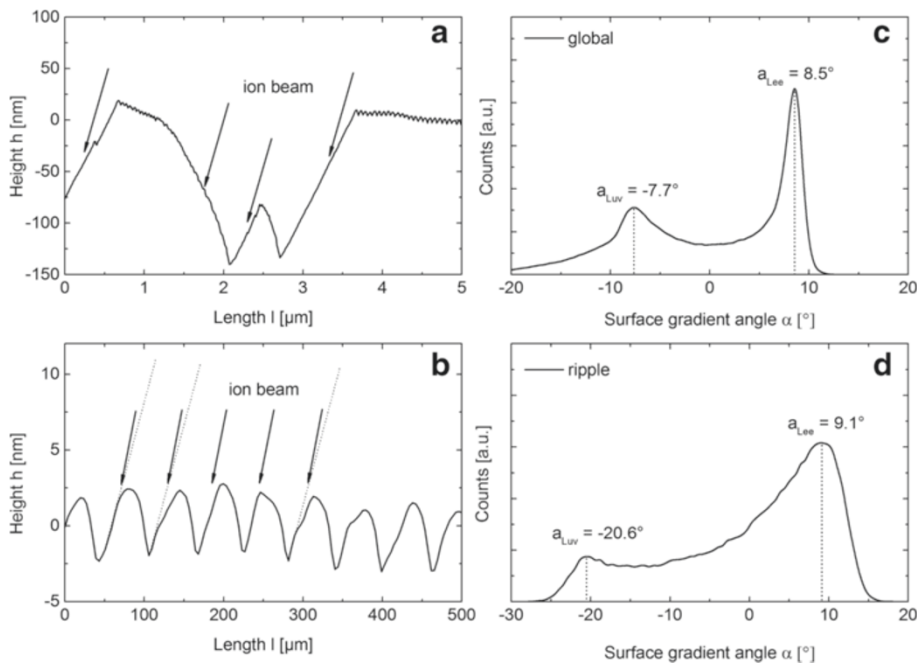 a
100
50
0
-50
-100
-150
Height h [nm]
ion beam
0 1 2 3 4 5
Length l [µm]
c
global
a_Lee = 8.5°
a_Luv = -7.7°
Counts [a.u.]
-20 -10 0 10 20
Surface gradient angle α [°]
b
10
5
0
-5
Height h [nm]
ion beam
0 100 200 300 400 500
Length l [µm]
d
ripple
a_Lee = 9.1°
a_Luv = -20.6°
Counts [a.u.]
-30 -20 -10 0 10 20
Surface gradient angle α [°]